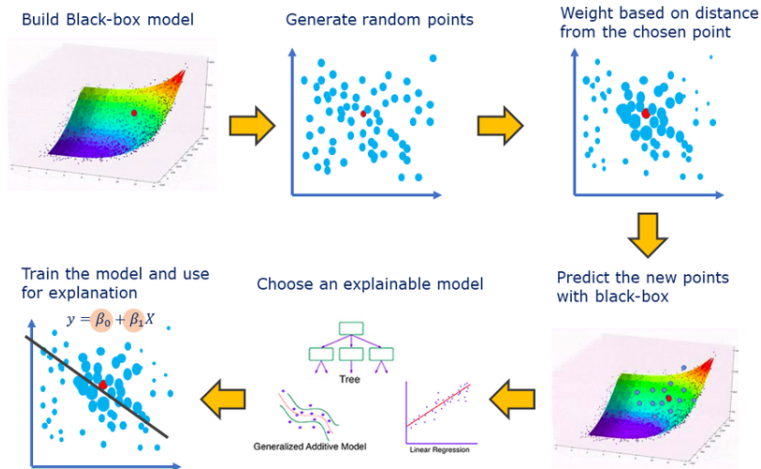 Build Black-box model
Generate random points
Weight based on distance
from the chosen point
Predict the new points
with black-box
Choose an explainable model
Tree
Generalized Additive Model
Linear Regression
Train the model and use
for explanation
y = β₀ + β₁X